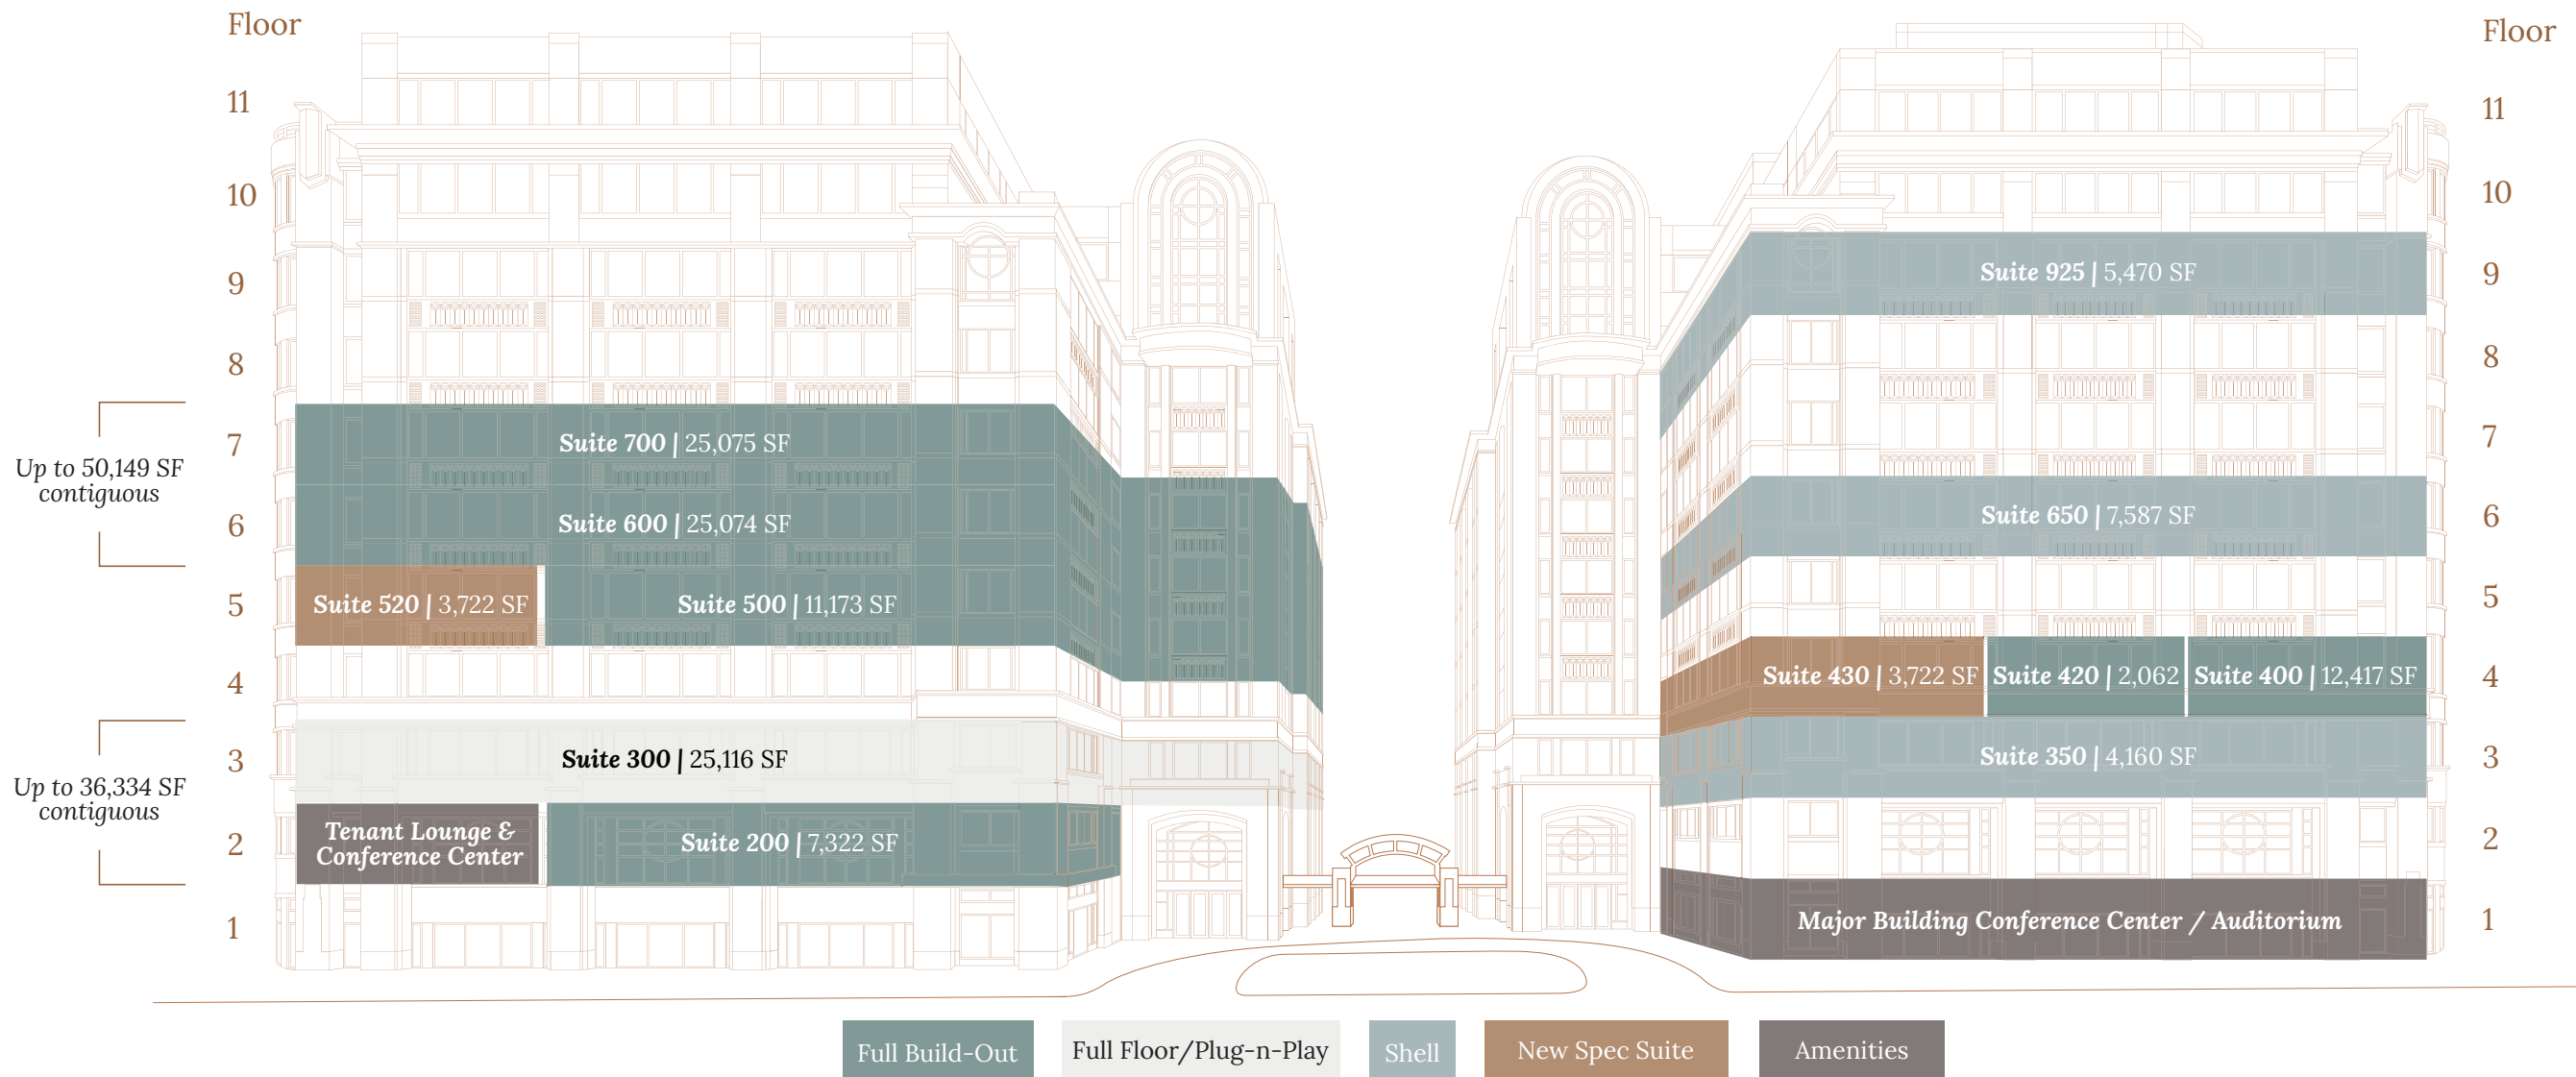 Floor
11
10
9
8
7
6
5
4
3
2
1
Up to 50,149 SF
contiguous
Up to 36,334 SF
contiguous
Suite 700 | 25,075 SF
Suite 600 | 25,074 SF
Suite 520 | 3,722 SF
Suite 500 | 11,173 SF
Suite 300 | 25,116 SF
Tenant Lounge &
Conference Center
Suite 200 | 7,322 SF
Floor
11
10
9
8
7
6
5
4
3
2
1
Suite 925 | 5,470 SF
Suite 650 | 7,587 SF
Suite 430 | 3,722 SF
Suite 420 | 2,062
Suite 400 | 12,417 SF
Suite 350 | 4,160 SF
Major Building Conference Center / Auditorium
Full Build-Out
Full Floor/Plug-n-Play
Shell
New Spec Suite
Amenities